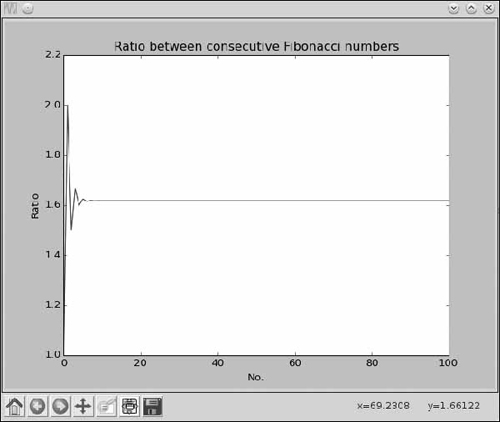 Ratio between consecutive Fibonacci numbers
2.2
2.0
1.8
1.6
1.4
1.2
1.0
Ratio
0 20 40 60 80 100
No.
x=69.2308 y=1.66122